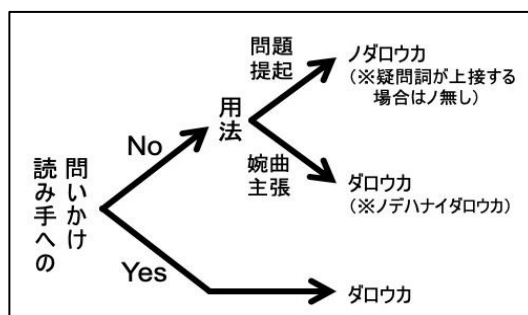 読み手への
問いかけ
No
Yes
用法
問題
提起
婉曲
主張
ノダロウカ
(※疑問詞が上接する
場合はノ無し)
ダロウカ
(※ノデハナイダロウカ)
ダロウカ